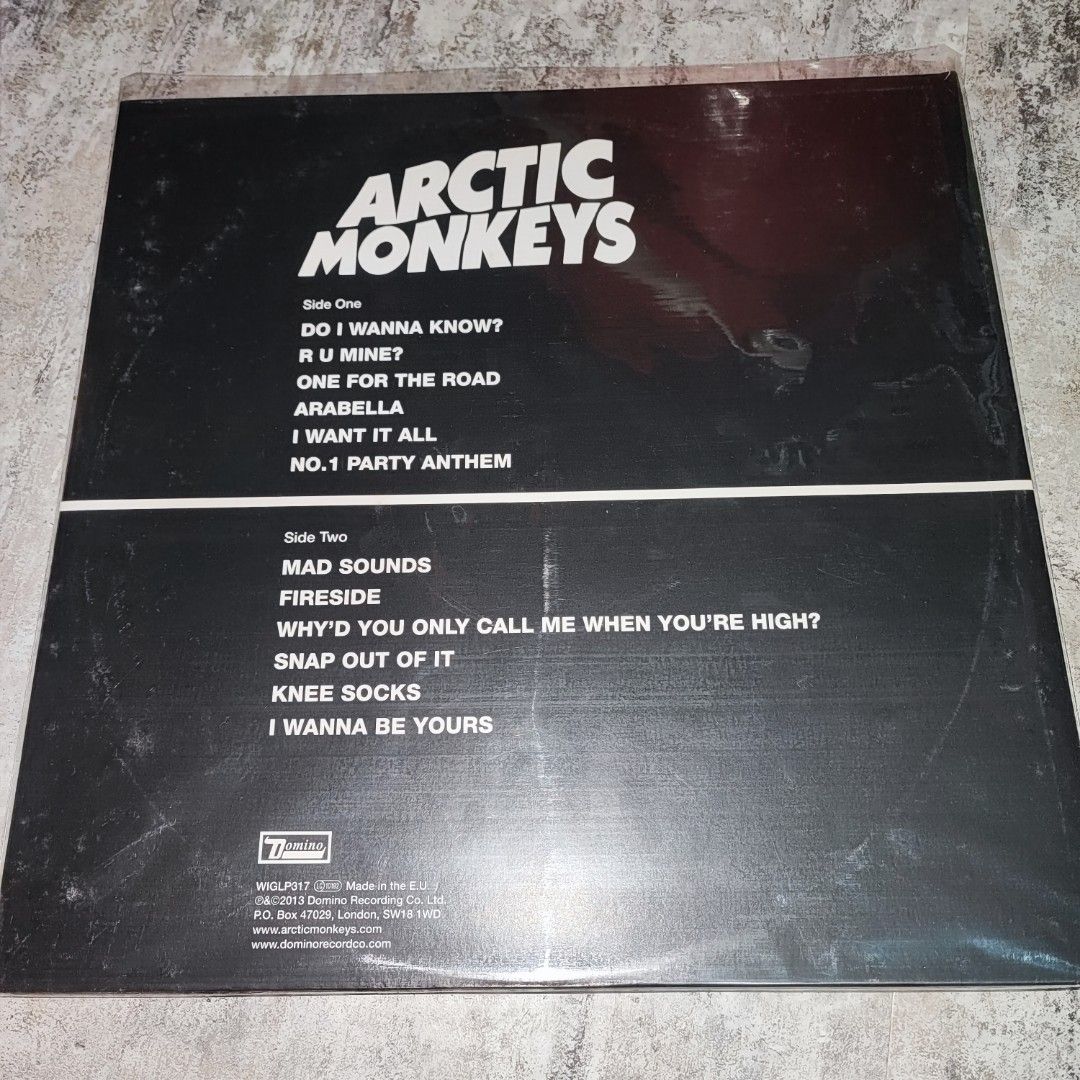 ARCTIC
MONKEYS
Side One
DO I WANNA KNOW?
R U MINE?
ONE FOR THE ROAD
ARABELLA
I WANT IT ALL
NO.1 PARTY ANTHEM
Side Two
MAD SOUNDS
FIRESIDE
WHY'D YOU ONLY CALL ME WHEN YOU'RE HIGH?
SNAP OUT OF IT
KNEE SOCKS
I WANNA BE YOURS
Domino
WIGLP317 LC 10192 Made in the E.U.
℗&©2013 Domino Recording Co. Ltd.
P.O. Box 47029, London, SW18 1WD
www.arcticmonkeys.com
www.dominorecordco.com